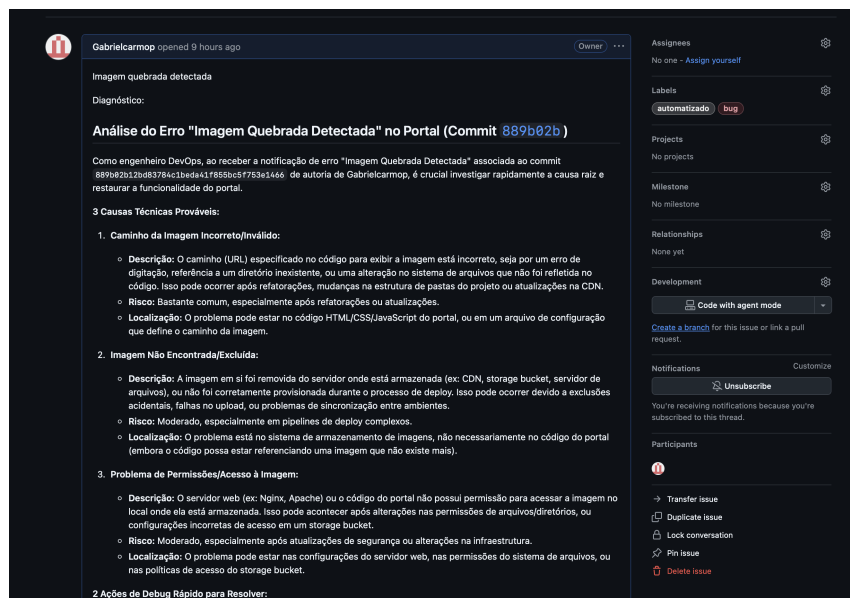 Gabrielcarmop opened 9 hours ago
Owner
Imagem quebrada detectada
Diagnóstico:
Análise do Erro "Imagem Quebrada Detectada" no Portal (Commit 889b02b )
Como engenheiro DevOps, ao receber a notificação de erro "Imagem Quebrada Detectada" associada ao commit
889b02b12bd83784c1beda41f855bc5f753e1466 de autoria de Gabrielcarmop, é crucial investigar rapidamente a causa raiz e
restaurar a funcionalidade do portal.
3 Causas Técnicas Prováveis:
1. Caminho da Imagem Incorreto/Inválido:
Descrição: O caminho (URL) especificado no código para exibir a imagem está incorreto, seja por um erro de
digitação, referência a um diretório inexistente, ou uma alteração no sistema de arquivos que não foi refletida no
código. Isso pode ocorrer após refatorações, mudanças na estrutura de pastas do projeto ou atualizações na CDN.
Risco: Bastante comum, especialmente após refatorações ou atualizações.
Localização: O problema pode estar no código HTML/CSS/JavaScript do portal, ou em um arquivo de configuração
que define o caminho da imagem.
2. Imagem Não Encontrada/Excluída:
Descrição: A imagem em si foi removida do servidor onde está armazenada (ex: CDN, storage bucket, servidor de
arquivos), ou não foi corretamente provisionada durante o processo de deploy. Isso pode ocorrer devido a exclusões
acidentais, falhas no upload, ou problemas de sincronização entre ambientes.
Risco: Moderado, especialmente em pipelines de deploy complexos.
Localização: O problema está no sistema de armazenamento de imagens, não necessariamente no código do portal
(embora o código possa estar referenciando uma imagem que não existe mais).
3. Problema de Permissões/Acesso à Imagem:
Descrição: O servidor web (ex: Nginx, Apache) ou o código do portal não possui permissão para acessar a imagem no
local onde ela está armazenada. Isso pode acontecer após alterações nas permissões de arquivos/diretórios, ou
configurações incorretas de acesso em um storage bucket.
Risco: Moderado, especialmente após atualizações de segurança ou alterações na infraestrutura.
Localização: O problema pode estar nas configurações do servidor web, nas permissões do sistema de arquivos, ou
nas políticas de acesso do storage bucket.
2 Ações de Debug Rápido para Resolver:
Assignees
No one - Assign yourself
Labels
automatizado bug
Projects
No projects
Milestone
No milestone
Relationships
None yet
Development
Code with agent mode
Create a branch for this issue or link a pull
request.
Notifications Customize
Unsubscribe
You're receiving notifications because you're
subscribed to this thread.
Participants
Transfer issue
Duplicate issue
Lock conversation
Pin issue
Delete issue